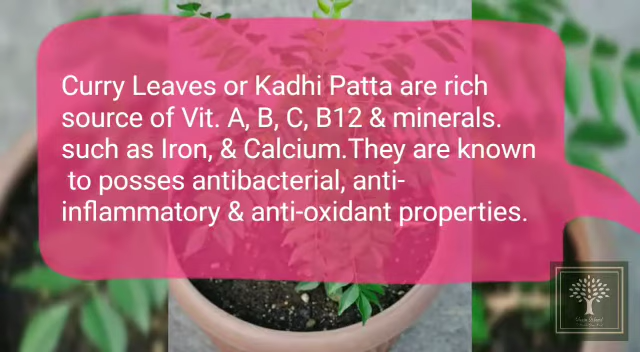 Curry Leaves or Kadhi Patta are rich
source of Vit. A, B, C, B12 & minerals.
such as Iron, & Calcium.They are known
to posses antibacterial, anti-
inflammatory & anti-oxidant properties.